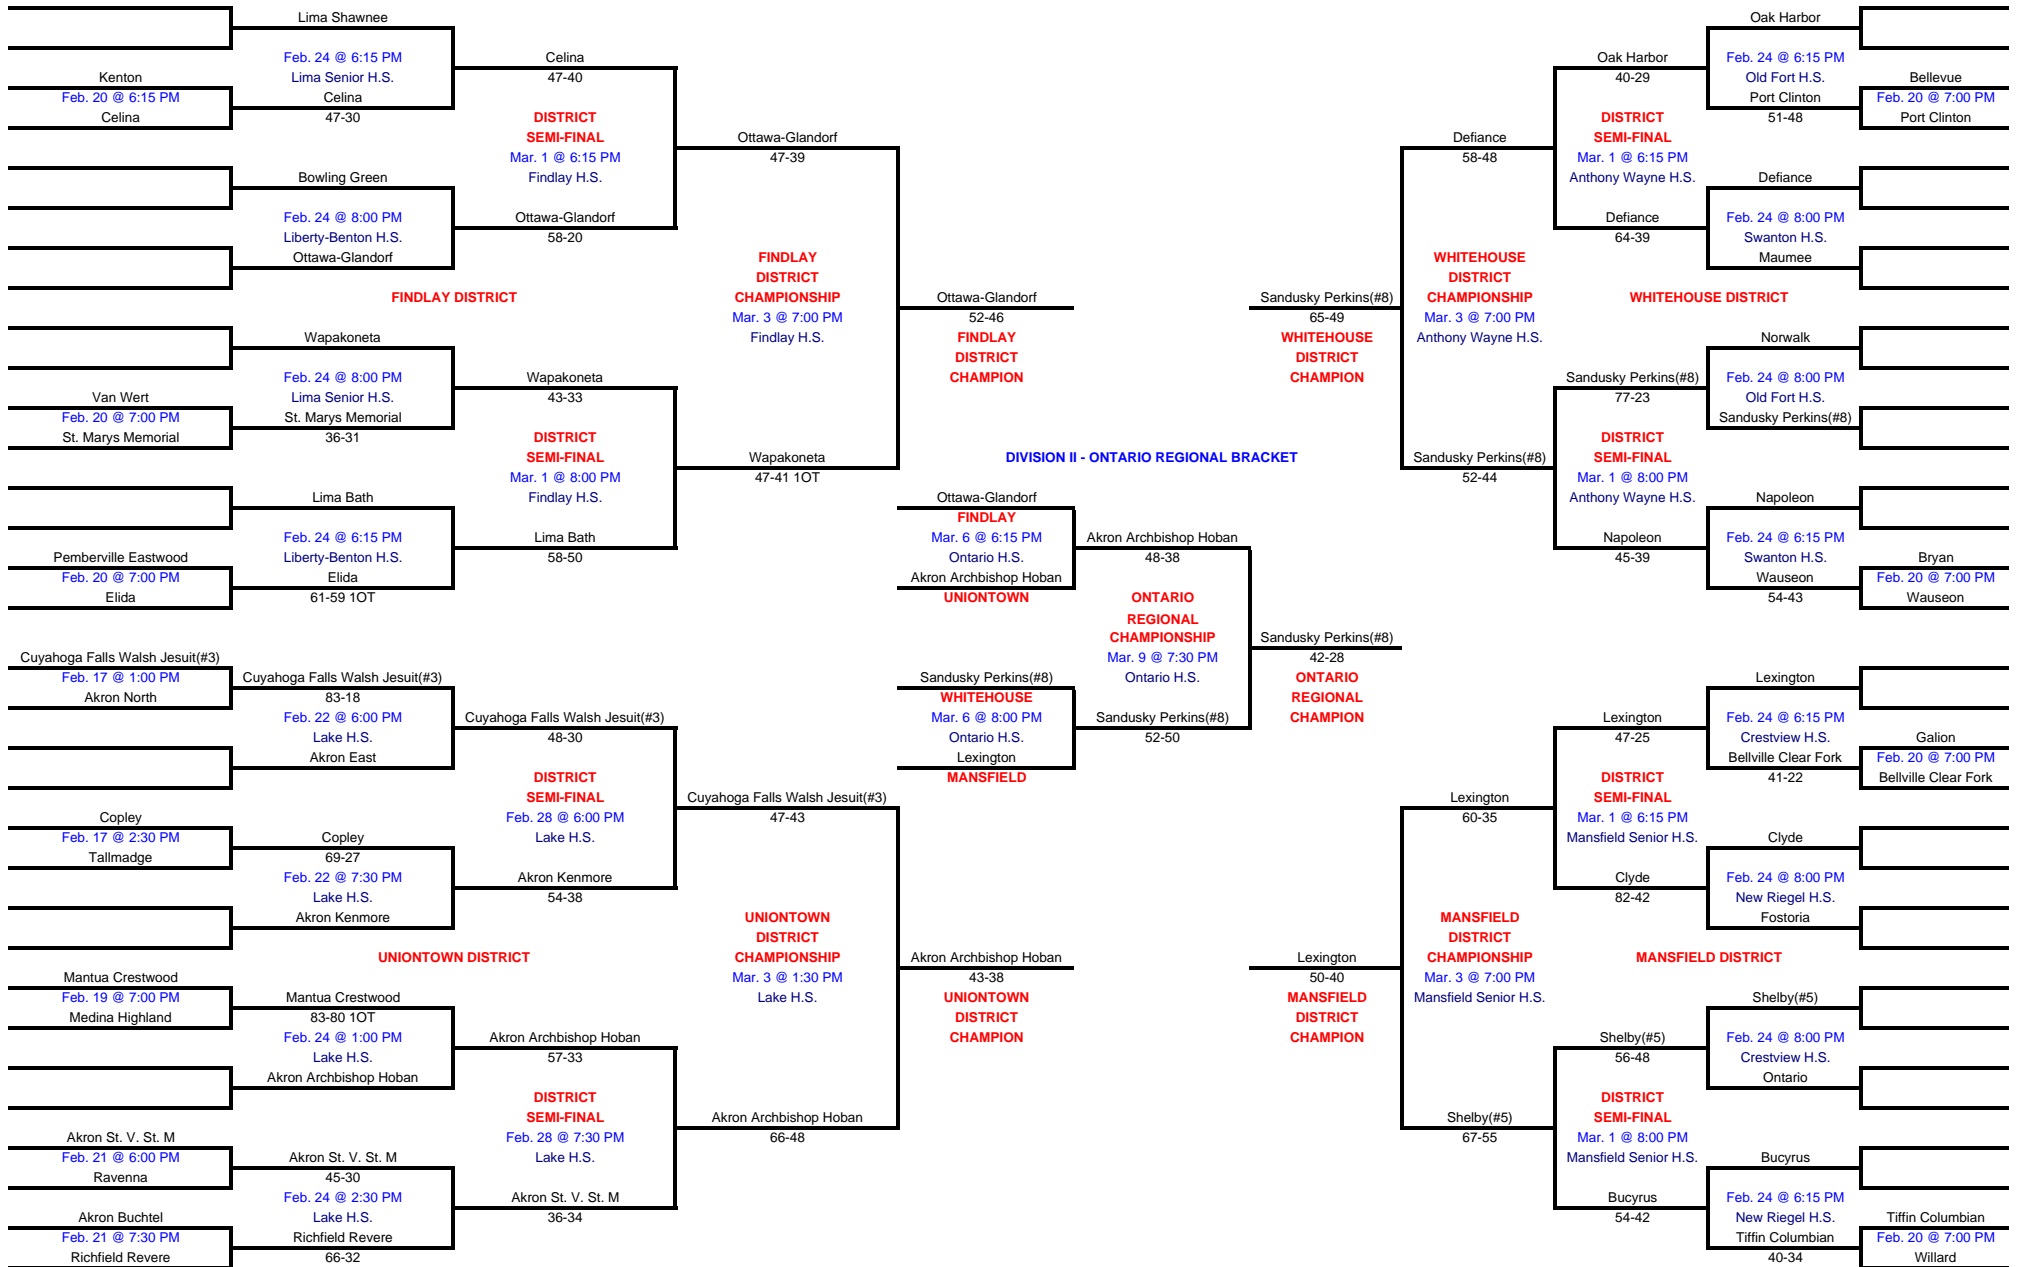 Lima Shawnee
Feb. 24 @ 6:15 PM
Lima Senior H.S.
Kenton
Feb. 20 @ 6:15 PM
Celina
Celina
47-30
Celina
47-40
DISTRICT
SEMI-FINAL
Mar. 1 @ 6:15 PM
Findlay H.S.
Bowling Green
Feb. 24 @ 8:00 PM
Liberty-Benton H.S.
Ottawa-Glandorf
Ottawa-Glandorf
58-20
Ottawa-Glandorf
47-39
FINDLAY DISTRICT
FINDLAY
DISTRICT
CHAMPIONSHIP
Mar. 3 @ 7:00 PM
Findlay H.S.
Ottawa-Glandorf
52-46
FINDLAY
DISTRICT
CHAMPION
Wapakoneta
Feb. 24 @ 8:00 PM
Lima Senior H.S.
Van Wert
Feb. 20 @ 7:00 PM
St. Marys Memorial
St. Marys Memorial
36-31
Wapakoneta
43-33
DISTRICT
SEMI-FINAL
Mar. 1 @ 8:00 PM
Findlay H.S.
Wapakoneta
47-41 1OT
Lima Bath
Feb. 24 @ 6:15 PM
Liberty-Benton H.S.
Pemberville Eastwood
Feb. 20 @ 7:00 PM
Elida
Elida
61-59 1OT
Lima Bath
58-50
Cuyahoga Falls Walsh Jesuit(#3)
Feb. 17 @ 1:00 PM
Akron North
Cuyahoga Falls Walsh Jesuit(#3)
83-18
Feb. 22 @ 6:00 PM
Lake H.S.
Akron East
Cuyahoga Falls Walsh Jesuit(#3)
48-30
DISTRICT
SEMI-FINAL
Feb. 28 @ 6:00 PM
Lake H.S.
Copley
Feb. 17 @ 2:30 PM
Tallmadge
Copley
69-27
Feb. 22 @ 7:30 PM
Lake H.S.
Akron Kenmore
Akron Kenmore
54-38
Cuyahoga Falls Walsh Jesuit(#3)
47-43
UNIONTOWN DISTRICT
UNIONTOWN
DISTRICT
CHAMPIONSHIP
Mar. 3 @ 1:30 PM
Lake H.S.
Akron Archbishop Hoban
43-38
UNIONTOWN
DISTRICT
CHAMPION
Mantua Crestwood
Feb. 19 @ 7:00 PM
Medina Highland
Mantua Crestwood
83-80 1OT
Feb. 24 @ 1:00 PM
Lake H.S.
Akron Archbishop Hoban
Akron Archbishop Hoban
57-33
DISTRICT
SEMI-FINAL
Feb. 28 @ 7:30 PM
Lake H.S.
Akron Archbishop Hoban
66-48
Akron St. V. St. M
Feb. 21 @ 6:00 PM
Ravenna
Akron St. V. St. M
45-30
Feb. 24 @ 2:30 PM
Lake H.S.
Akron Buchtel
Feb. 21 @ 7:30 PM
Richfield Revere
Richfield Revere
66-32
Akron St. V. St. M
36-34
DIVISION II - ONTARIO REGIONAL BRACKET
Ottawa-Glandorf
FINDLAY
Mar. 6 @ 6:15 PM
Ontario H.S.
Akron Archbishop Hoban
UNIONTOWN
Akron Archbishop Hoban
48-38
ONTARIO
REGIONAL
CHAMPIONSHIP
Mar. 9 @ 7:30 PM
Ontario H.S.
Sandusky Perkins(#8)
WHITEHOUSE
Mar. 6 @ 8:00 PM
Ontario H.S.
Lexington
MANSFIELD
Sandusky Perkins(#8)
52-50
Sandusky Perkins(#8)
42-28
ONTARIO
REGIONAL
CHAMPION
Oak Harbor
Feb. 24 @ 6:15 PM
Old Fort H.S.
Bellevue
Feb. 20 @ 7:00 PM
Port Clinton
Port Clinton
51-48
Oak Harbor
40-29
DISTRICT
SEMI-FINAL
Mar. 1 @ 6:15 PM
Anthony Wayne H.S.
Defiance
Feb. 24 @ 8:00 PM
Swanton H.S.
Maumee
Defiance
64-39
Defiance
58-48
WHITEHOUSE DISTRICT
WHITEHOUSE
DISTRICT
CHAMPIONSHIP
Mar. 3 @ 7:00 PM
Anthony Wayne H.S.
Sandusky Perkins(#8)
65-49
WHITEHOUSE
DISTRICT
CHAMPION
Norwalk
Feb. 24 @ 8:00 PM
Old Fort H.S.
Sandusky Perkins(#8)
Sandusky Perkins(#8)
77-23
DISTRICT
SEMI-FINAL
Mar. 1 @ 8:00 PM
Anthony Wayne H.S.
Sandusky Perkins(#8)
52-44
Napoleon
Feb. 24 @ 6:15 PM
Swanton H.S.
Bryan
Feb. 20 @ 7:00 PM
Wauseon
Wauseon
54-43
Napoleon
45-39
Lexington
Feb. 24 @ 6:15 PM
Crestview H.S.
Galion
Feb. 20 @ 7:00 PM
Bellville Clear Fork
Bellville Clear Fork
41-22
Lexington
47-25
DISTRICT
SEMI-FINAL
Mar. 1 @ 6:15 PM
Mansfield Senior H.S.
Clyde
Feb. 24 @ 8:00 PM
New Riegel H.S.
Fostoria
Clyde
82-42
Lexington
60-35
MANSFIELD DISTRICT
MANSFIELD
DISTRICT
CHAMPIONSHIP
Mar. 3 @ 7:00 PM
Mansfield Senior H.S.
Lexington
50-40
MANSFIELD
DISTRICT
CHAMPION
Shelby(#5)
Feb. 24 @ 8:00 PM
Crestview H.S.
Ontario
Shelby(#5)
56-48
DISTRICT
SEMI-FINAL
Mar. 1 @ 8:00 PM
Mansfield Senior H.S.
Shelby(#5)
67-55
Bucyrus
Feb. 24 @ 6:15 PM
New Riegel H.S.
Tiffin Columbian
Feb. 20 @ 7:00 PM
Willard
Tiffin Columbian
40-34
Bucyrus
54-42